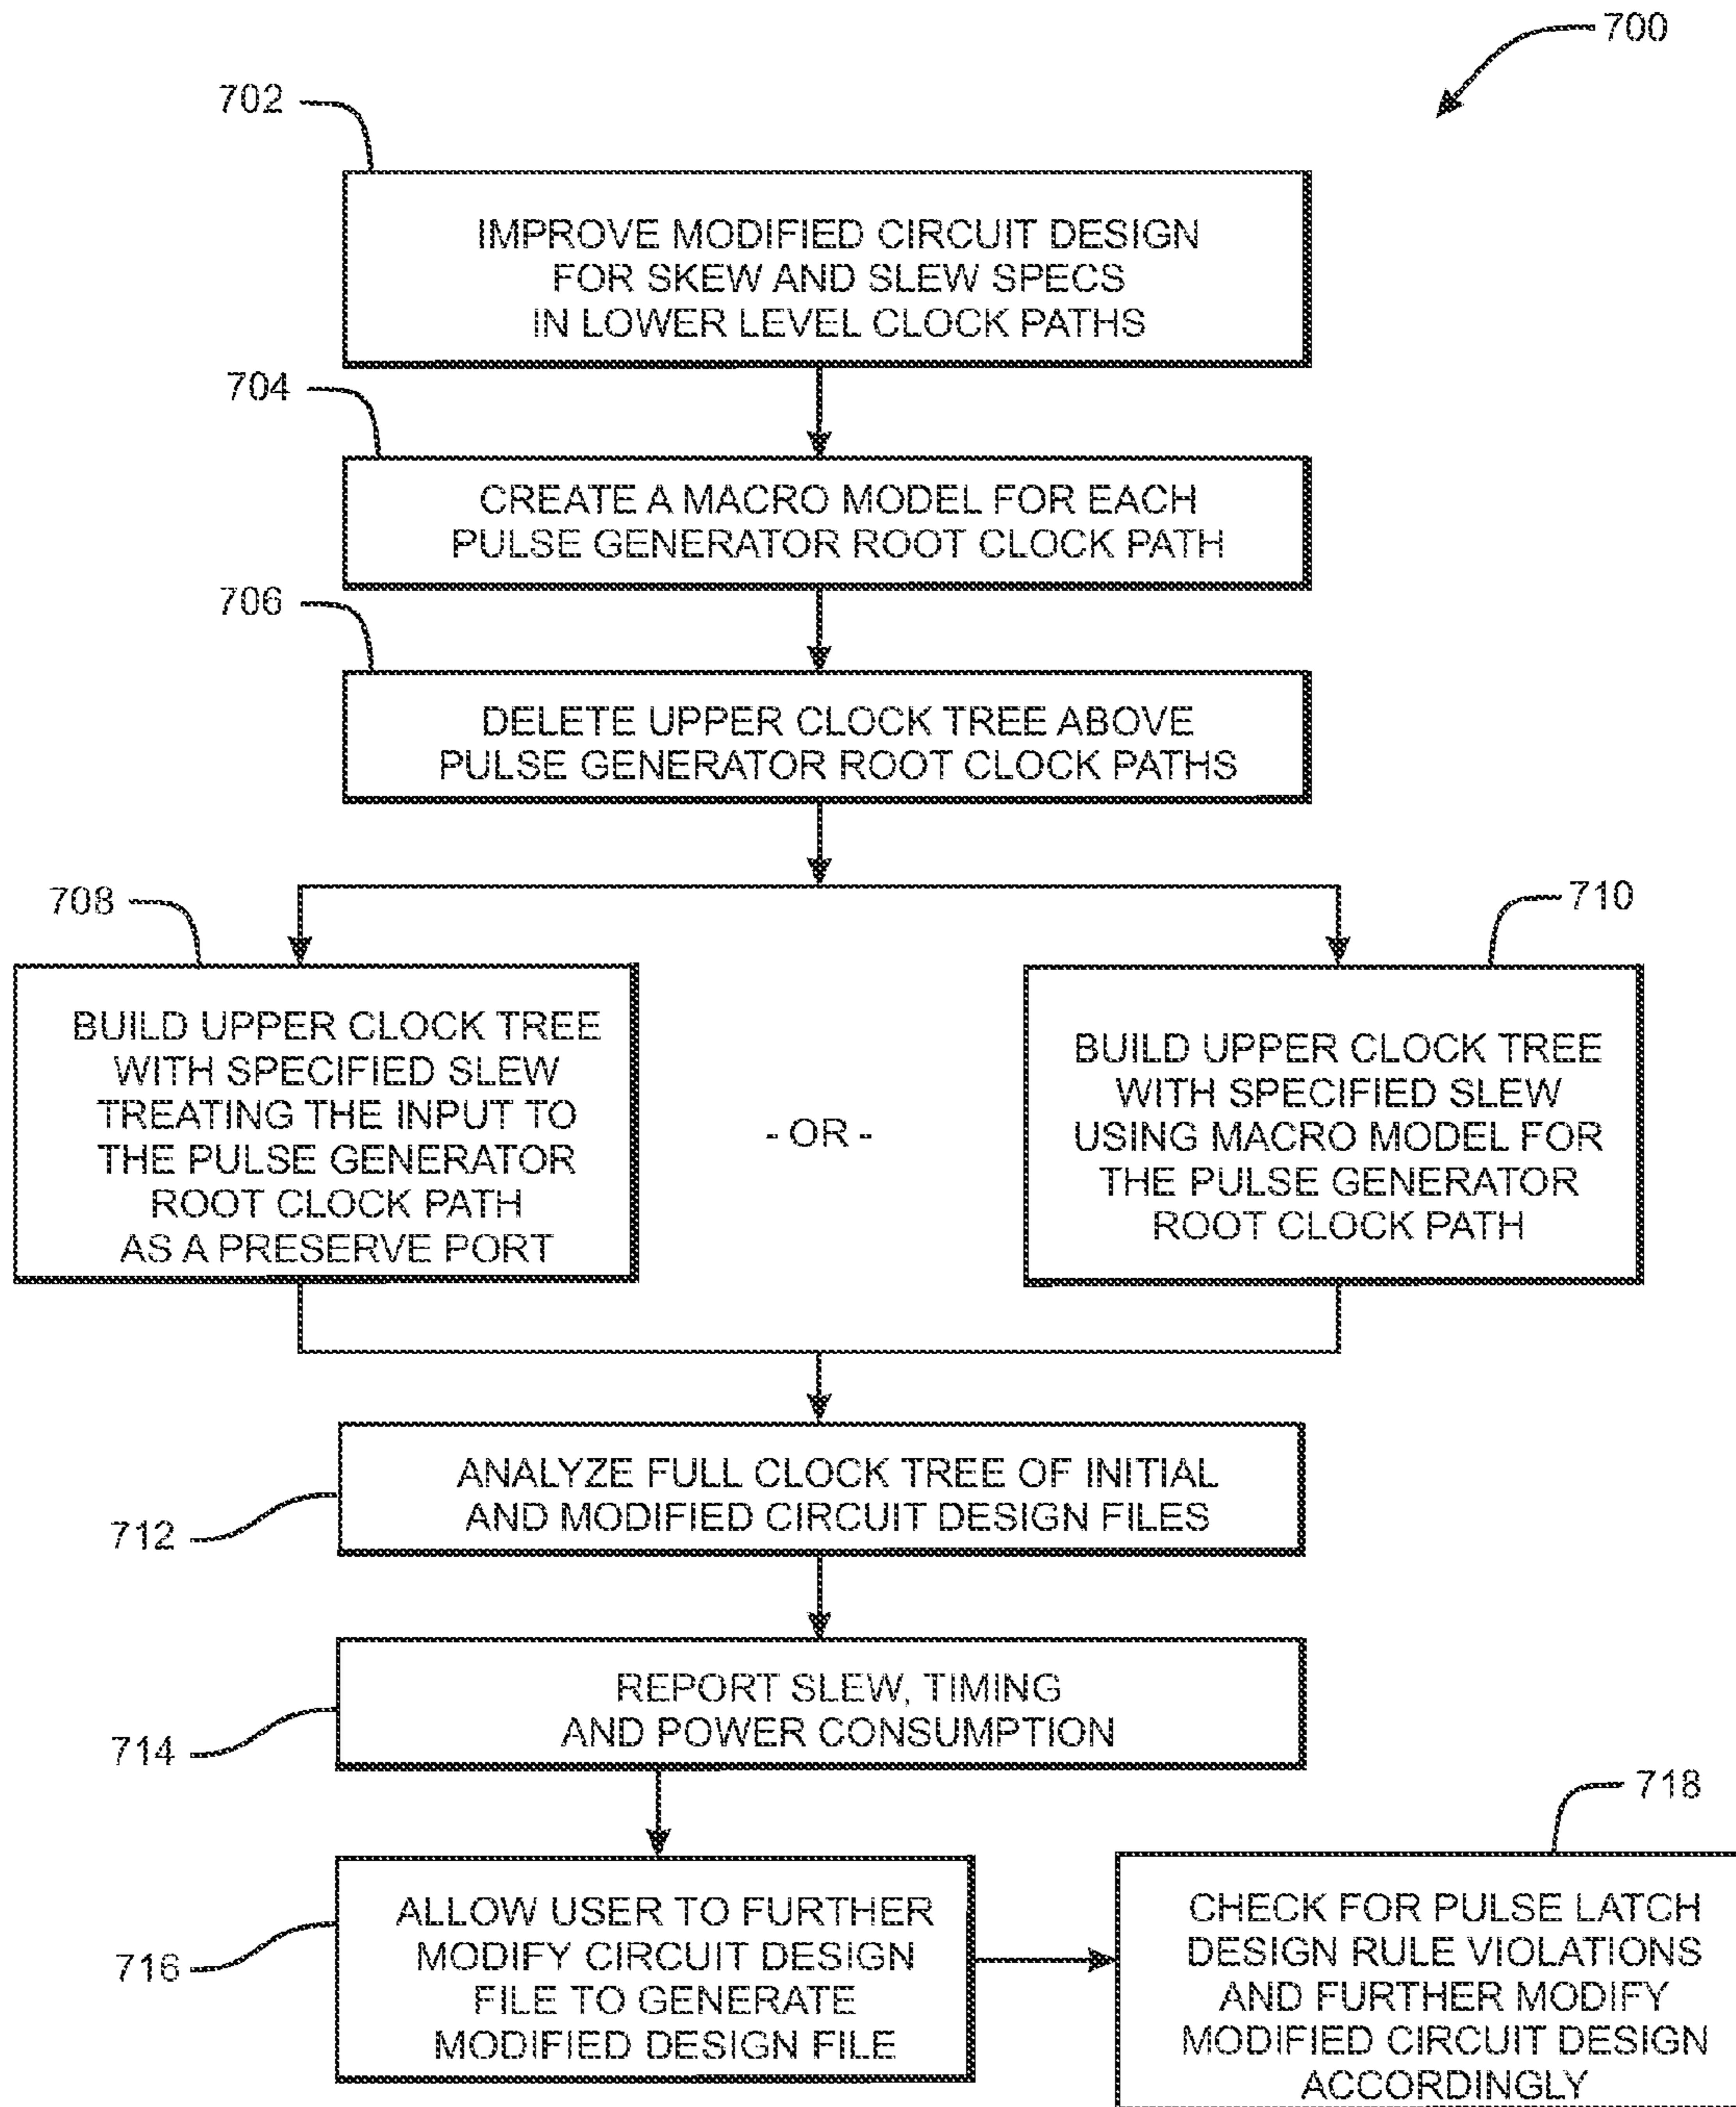 700
702
IMPROVE MODIFIED CIRCUIT DESIGN
FOR SKEW AND SLEW SPECS
IN LOWER LEVEL CLOCK PATHS
704
CREATE A MACRO MODEL FOR EACH
PULSE GENERATOR ROOT CLOCK PATH
706
DELETE UPPER CLOCK TREE ABOVE
PULSE GENERATOR ROOT CLOCK PATHS
708
BUILD UPPER CLOCK TREE
WITH SPECIFIED SLEW
TREATING THE INPUT TO
THE PULSE GENERATOR
ROOT CLOCK PATH
AS A PRESERVE PORT
- OR -
710
BUILD UPPER CLOCK TREE
WITH SPECIFIED SLEW
USING MACRO MODEL FOR
THE PULSE GENERATOR
ROOT CLOCK PATH
712
ANALYZE FULL CLOCK TREE OF INITIAL
AND MODIFIED CIRCUIT DESIGN FILES
714
REPORT SLEW, TIMING
AND POWER CONSUMPTION
716
ALLOW USER TO FURTHER
MODIFY CIRCUIT DESIGN
FILE TO GENERATE
MODIFIED DESIGN FILE
718
CHECK FOR PULSE LATCH
DESIGN RULE VIOLATIONS
AND FURTHER MODIFY
MODIFIED CIRCUIT DESIGN
ACCORDINGLY